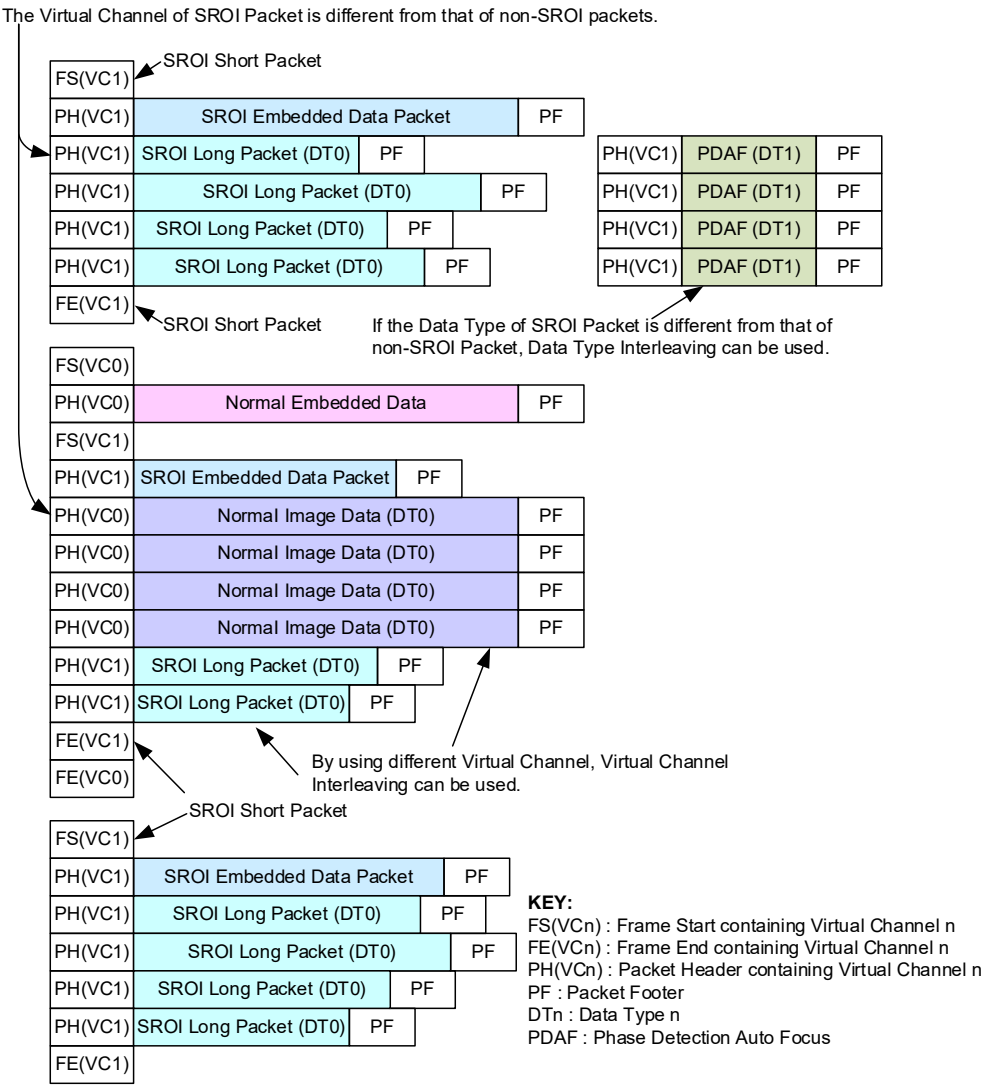 The Virtual Channel of SROI Packet is different from that of non-SROI packets.
SROI Short Packet
FS(VC1)
PH(VC1) SROI Embedded Data Packet PF
PH(VC1) SROI Long Packet (DT0) PF PH(VC1) PDAF (DT1) PF
PH(VC1) SROI Long Packet (DT0) PF PH(VC1) PDAF (DT1) PF
PH(VC1) SROI Long Packet (DT0) PF PH(VC1) PDAF (DT1) PF
PH(VC1) SROI Long Packet (DT0) PF PH(VC1) PDAF (DT1) PF
FE(VC1)
SROI Short Packet
If the Data Type of SROI Packet is different from that of
non-SROI Packet, Data Type Interleaving can be used.
FS(VC0)
PH(VC0) Normal Embedded Data PF
FS(VC1)
PH(VC1) SROI Embedded Data Packet PF
PH(VC0) Normal Image Data (DT0) PF
PH(VC0) Normal Image Data (DT0) PF
PH(VC0) Normal Image Data (DT0) PF
PH(VC0) Normal Image Data (DT0) PF
PH(VC1) SROI Long Packet (DT0) PF
PH(VC1) SROI Long Packet (DT0) PF
FE(VC1)
By using different Virtual Channel, Virtual Channel
Interleaving can be used.
FE(VC0)
SROI Short Packet
FS(VC1)
PH(VC1) SROI Embedded Data Packet PF
PH(VC1) SROI Long Packet (DT0) PF
PH(VC1) SROI Long Packet (DT0) PF
PH(VC1) SROI Long Packet (DT0) PF
PH(VC1) SROI Long Packet (DT0) PF
FE(VC1)
KEY:
FS(VCn) : Frame Start containing Virtual Channel n
FE(VCn) : Frame End containing Virtual Channel n
PH(VCn) : Packet Header containing Virtual Channel n
PF : Packet Footer
DTn : Data Type n
PDAF : Phase Detection Auto Focus